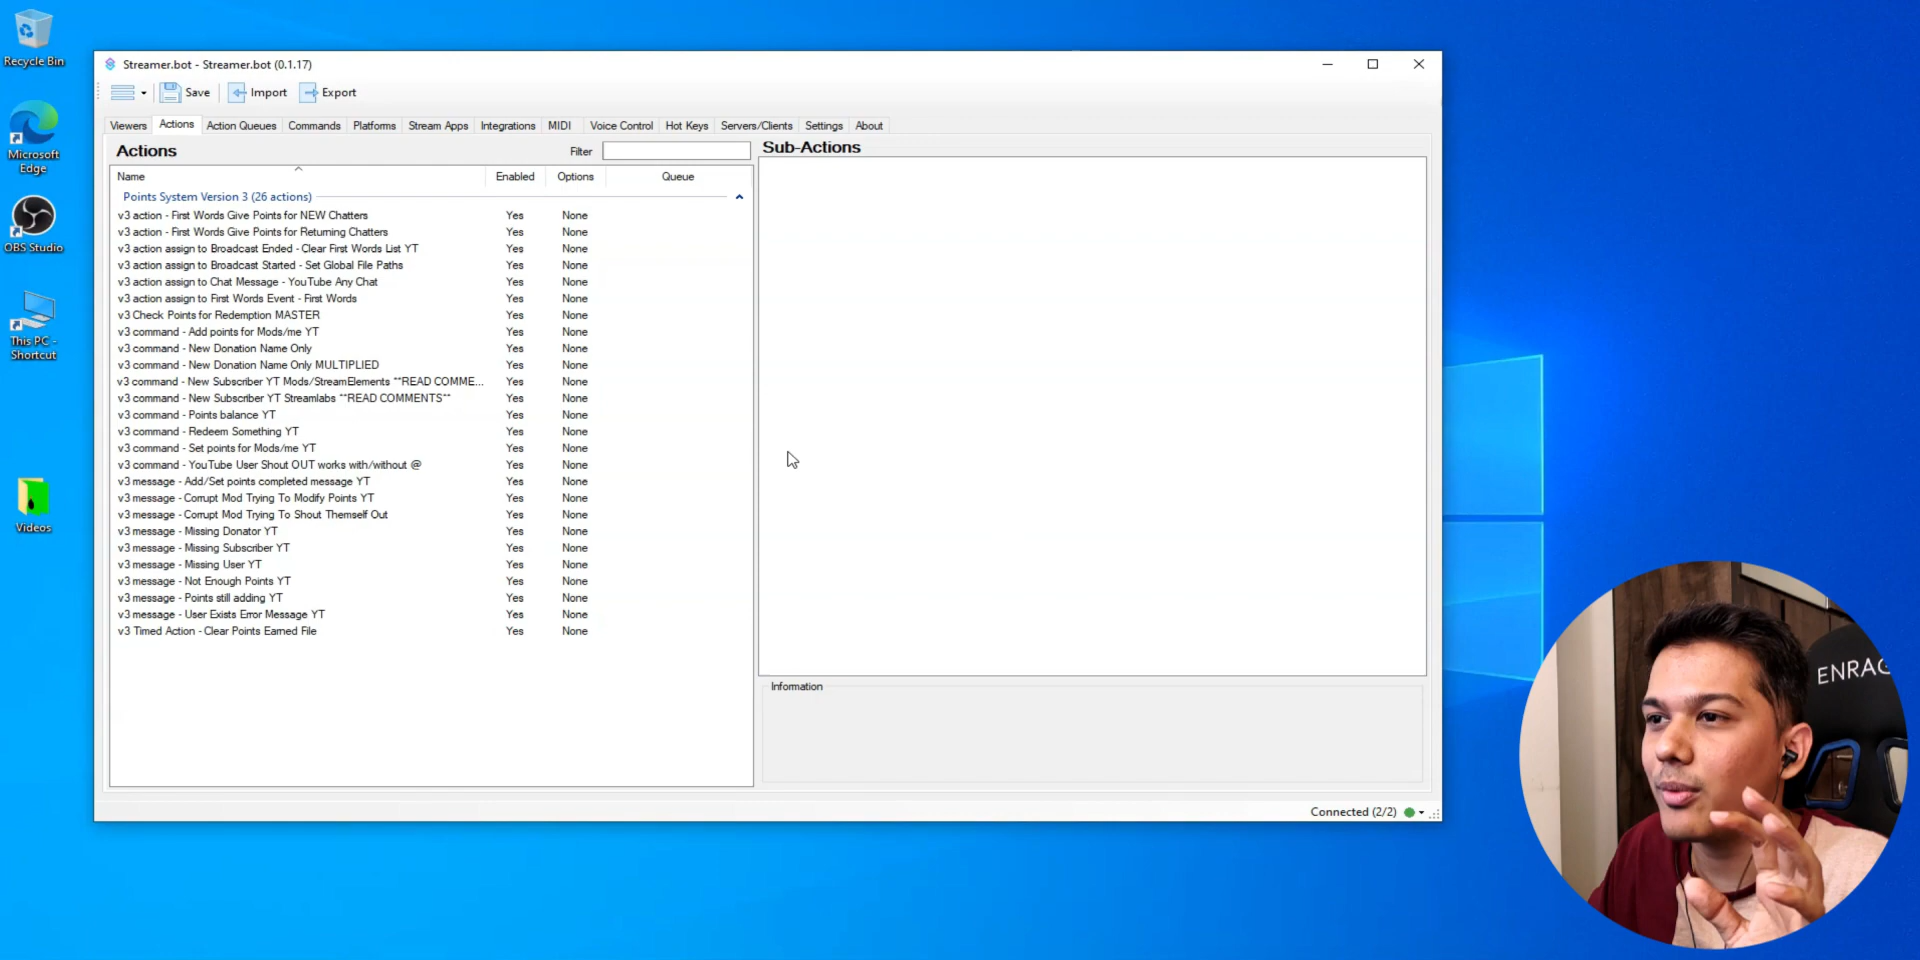 Recycle Bin
Microsoft
Edge
OBS Studio
This PC -
Shortcut
Videos
Streamer.bot - Streamer.bot (0.1.17)
Save Import Export
Viewers Actions Action Queues Commands Platforms Stream Apps Integrations MIDI Voice Control Hot Keys Servers/Clients Settings About
Actions Filter
Sub-Actions
Name Enabled Options Queue
Points System Version 3 (26 actions)
v3 action - First Words Give Points for NEW Chatters Yes None
v3 action - First Words Give Points for Returning Chatters Yes None
v3 action assign to Broadcast Ended - Clear First Words List YT Yes None
v3 action assign to Broadcast Started - Set Global File Paths Yes None
v3 action assign to Chat Message - YouTube Any Chat Yes None
v3 action assign to First Words Event - First Words Yes None
v3 Check Points for Redemption MASTER Yes None
v3 command - Add points for Mods/me YT Yes None
v3 command - New Donation Name Only Yes None
v3 command - New Donation Name Only MULTIPLIED Yes None
v3 command - New Subscriber YT Mods/StreamElements **READ COMME... Yes None
v3 command - New Subscriber YT Streamlabs **READ COMMENTS** Yes None
v3 command - Points balance YT Yes None
v3 command - Redeem Something YT Yes None
v3 command - Set points for Mods/me YT Yes None
v3 command - YouTube User Shout OUT works with/without @ Yes None
v3 message - Add/Set points completed message YT Yes None
v3 message - Corrupt Mod Trying To Modify Points YT Yes None
v3 message - Corrupt Mod Trying To Shout Themself Out Yes None
v3 message - Missing Donator YT Yes None
v3 message - Missing Subscriber YT Yes None
v3 message - Missing User YT Yes None
v3 message - Not Enough Points YT Yes None
v3 message - Points still adding YT Yes None
v3 message - User Exists Error Message YT Yes None
v3 Timed Action - Clear Points Earned File Yes None
Information
Connected (2/2)
ENRAG